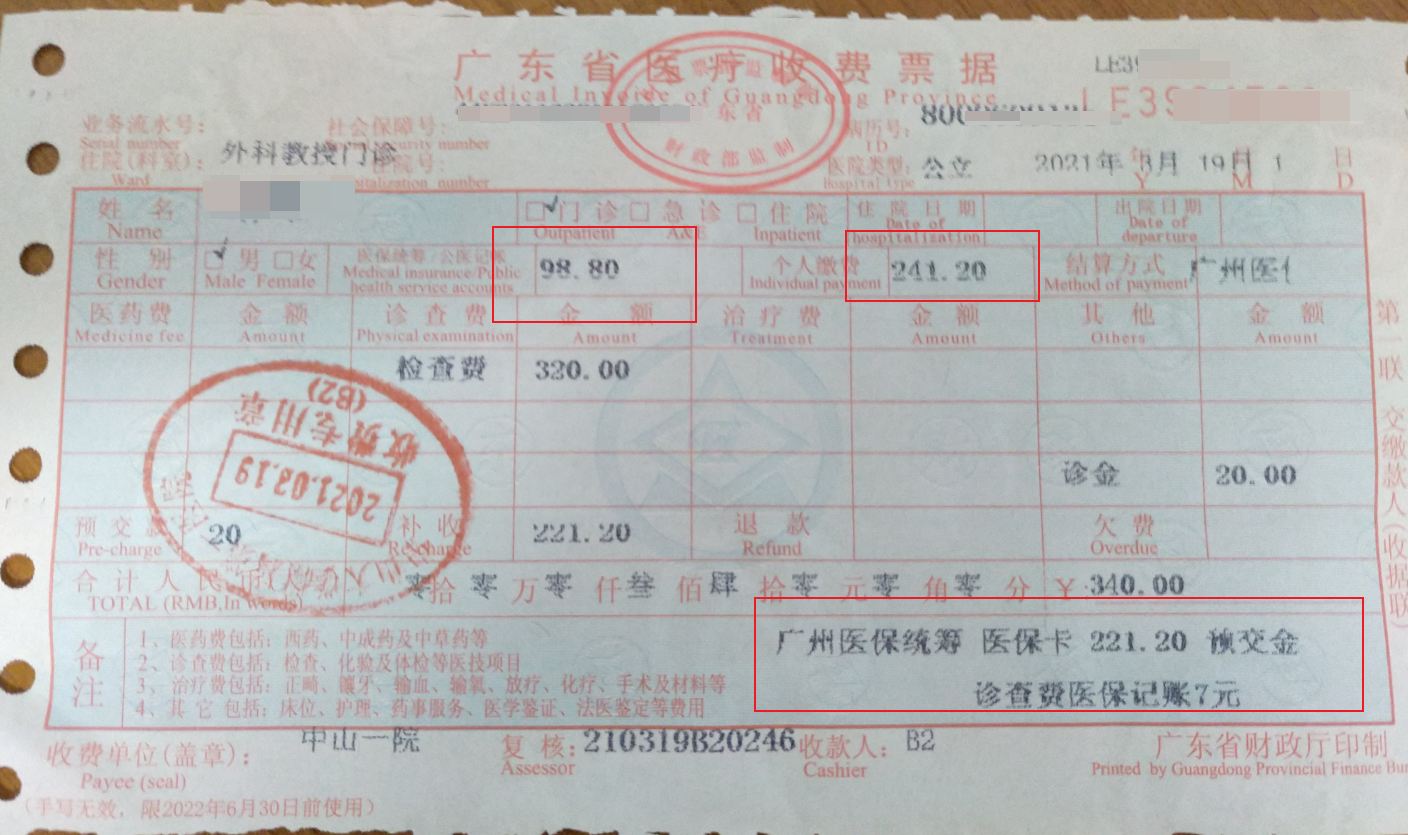 广东省医疗收费票据
Medical Invoice of Guangdong Province
LE39
LE39
业务流水号：
Serial number
社会保障号：
number
病历号：
ID
住院(科室)： 外科教授门诊
Ward
住院号：
Hospitalization number
医院类型： 公立
Hospital type
2021年 3月 19日 1
年 月 日
Y M D
东省
财政部监制
姓名
Name
□门诊 □急诊 □住院
Outpatient A&E Inpatient
住院日期
Date of hospitalization
出院日期
Date of departure
性别
Gender
□男 □女
Male Female
医保统筹/公医记帐 98.80
Medical insurance/Public health service accounts
个人缴费 241.20
Individual payment
结算方式 广州医
Method of payment
医药费 金额 诊查费 金额 治疗费 金额 其他 金额
Medicine fee Amount Physical examination Amount Treatment Amount Others Amount
检查费 320.00
诊金 20.00
收费专用章
(B2)
2021.03.19
预交款 20 补收 221.20 退款 欠费
Pre-charge Re-charge Refund Overdue
合计人民币(大写) 零拾零万零仟叁佰肆拾零元零角零分 ¥340.00
TOTAL (RMB,In Words)
备注
1、医药费包括：西药、中成药及中草药等
2、诊查费包括：检查、化验及体检等医技项目
3、治疗费包括：正畸、镶牙、输血、输氧、放疗、化疗、手术及材料等
4、其它包括：床位、护理、药事服务、医学鉴证、法医鉴定等费用
广州医保统筹 医保卡 221.20 预交金
诊查费医保记账7元
第一联 交缴款人(收据联)
收费单位(盖章)： 中山一院
Payee (seal)
复核: 210319B20246
Assessor
收款人： B2
Cashier
广东省财政厅印制
Printed by Guangdong Provincial Finance
(手写无效，限2022年6月30日前使用)